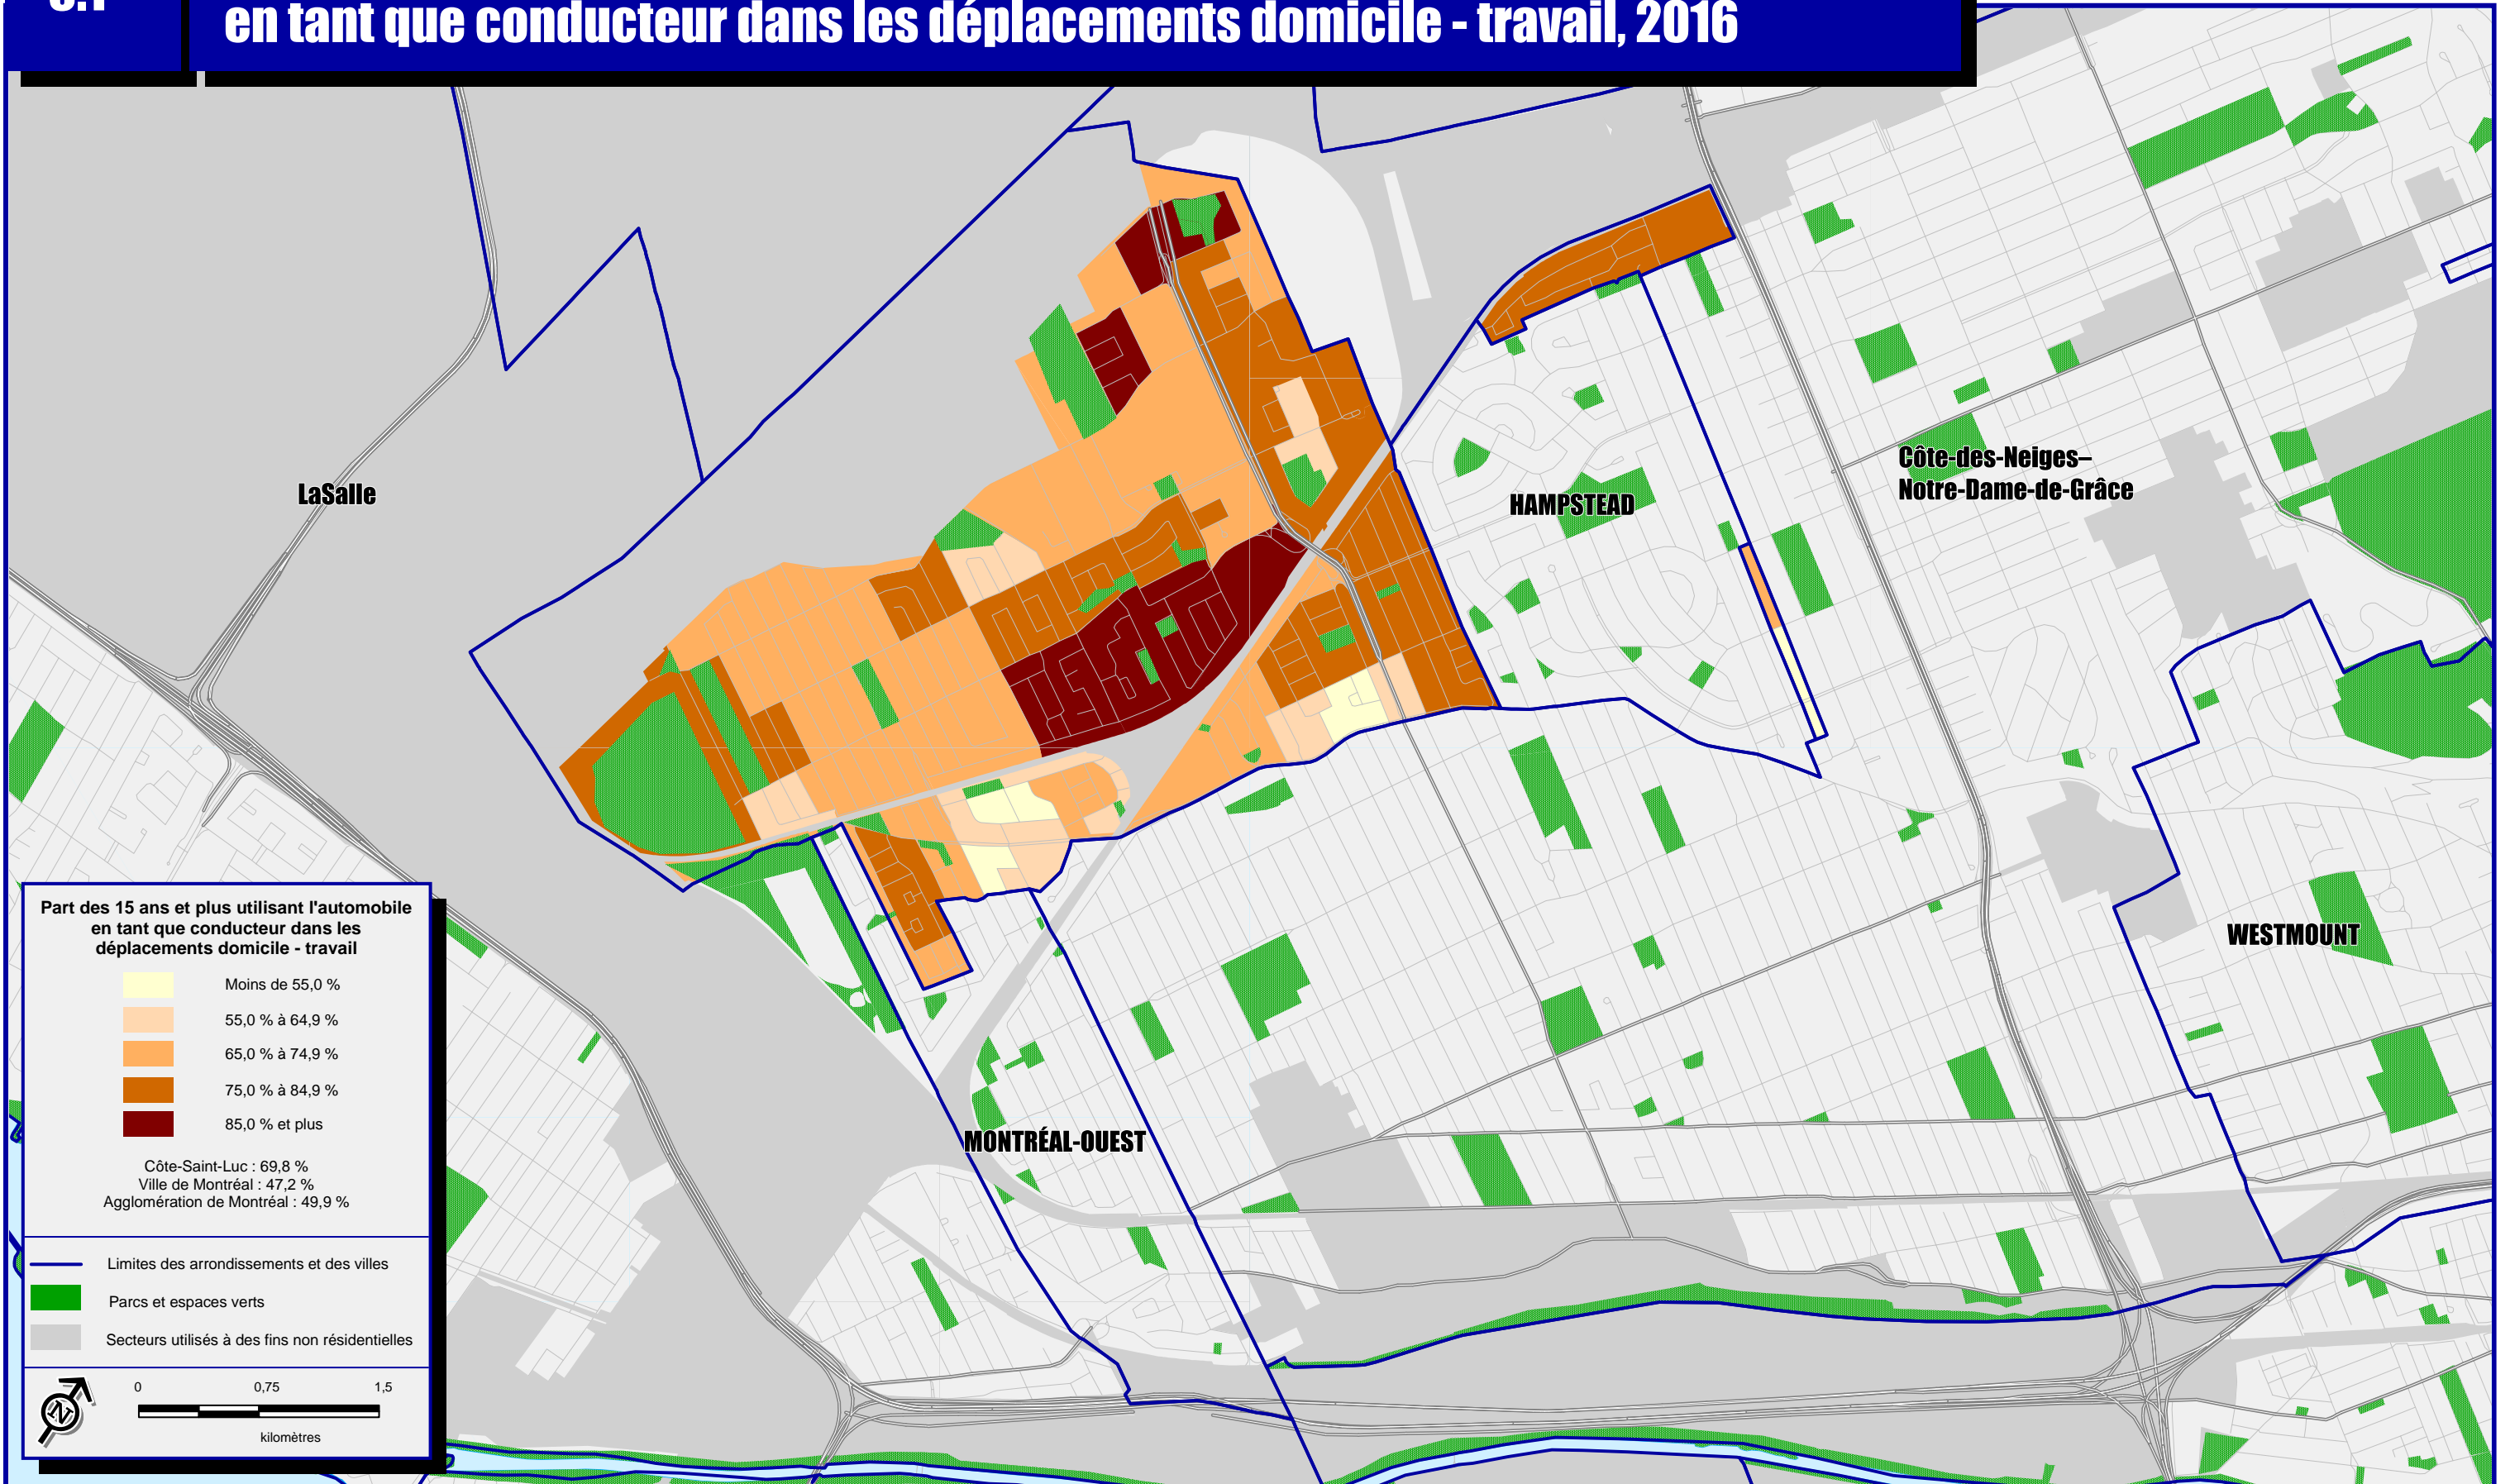 en tant que conducteur dans les déplacements domicile - travail, 2016
LaSalle
HAMPSTEAD
Côte-des-Neiges–
Notre-Dame-de-Grâce
WESTMOUNT
MONTRÉAL-OUEST
Part des 15 ans et plus utilisant l'automobile
en tant que conducteur dans les
déplacements domicile - travail
Moins de 55,0 %
55,0 % à 64,9 %
65,0 % à 74,9 %
75,0 % à 84,9 %
85,0 % et plus
Côte-Saint-Luc : 69,8 %
Ville de Montréal : 47,2 %
Agglomération de Montréal : 49,9 %
Limites des arrondissements et des villes
Parcs et espaces verts
Secteurs utilisés à des fins non résidentielles
N
0 0,75 1,5
kilomètres